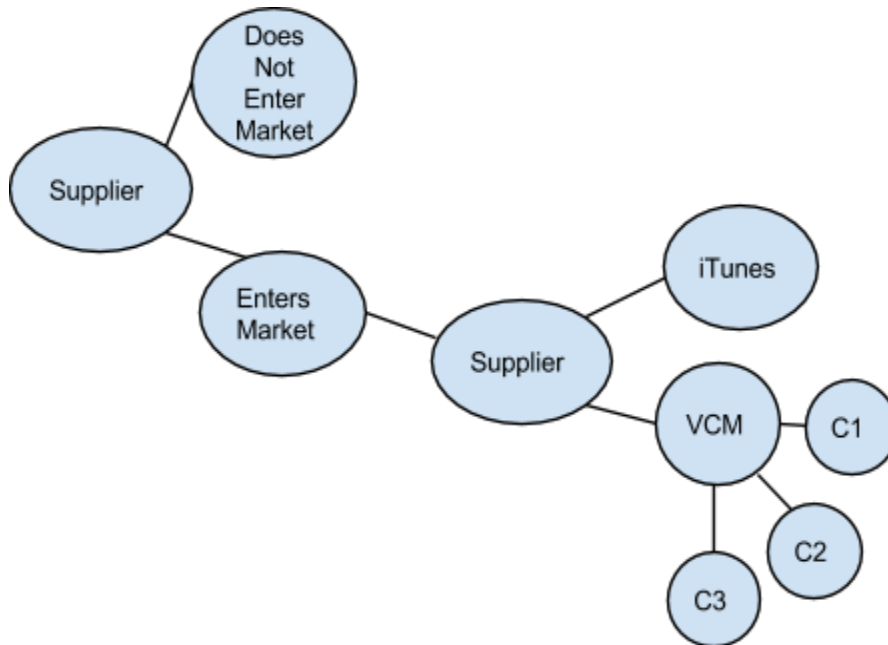 Does
Not
Enter
Market
Supplier
Enters
Market
iTunes
Supplier
VCM
C1
C2
C3